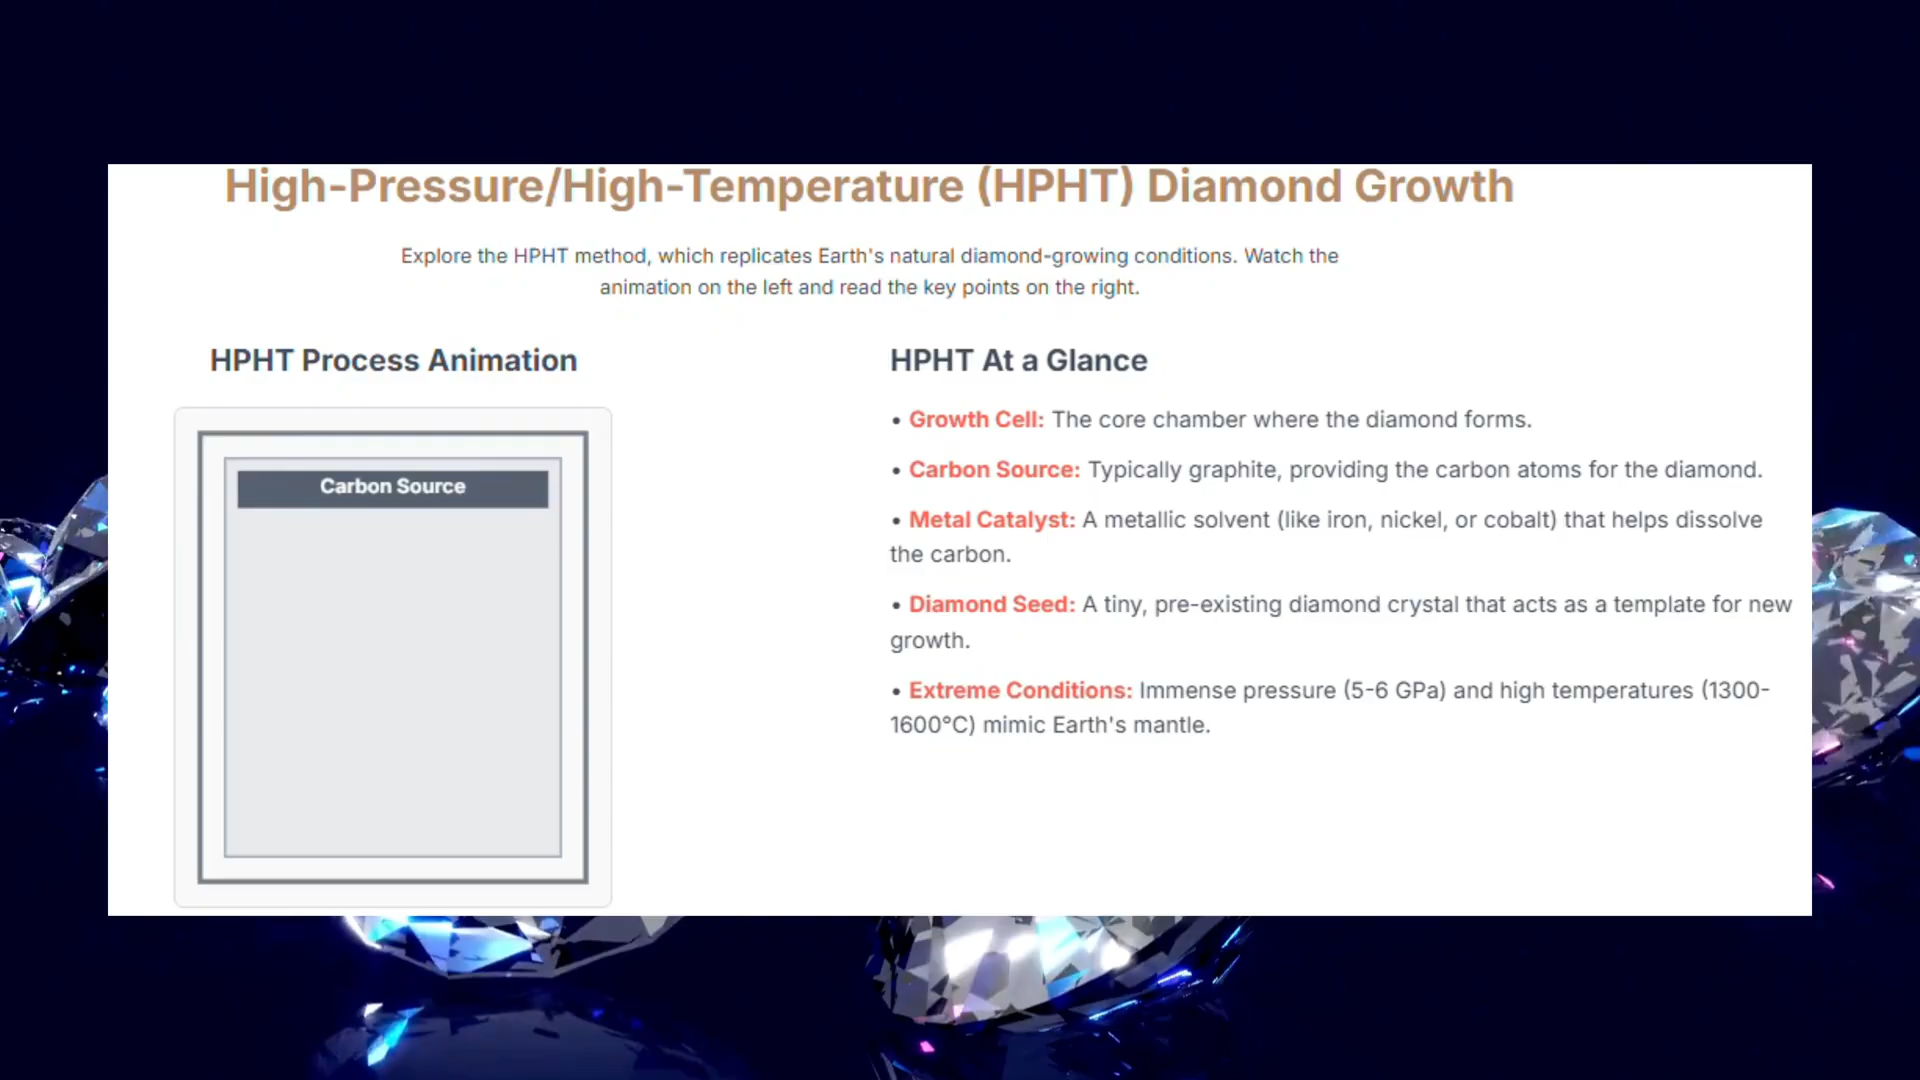 High-Pressure/High-Temperature (HPHT) Diamond Growth
Explore the HPHT method, which replicates Earth's natural diamond-growing conditions. Watch the
animation on the left and read the key points on the right.
HPHT Process Animation
Carbon Source
HPHT At a Glance
• Growth Cell: The core chamber where the diamond forms.
• Carbon Source: Typically graphite, providing the carbon atoms for the diamond.
• Metal Catalyst: A metallic solvent (like iron, nickel, or cobalt) that helps dissolve
the carbon.
• Diamond Seed: A tiny, pre-existing diamond crystal that acts as a template for new
growth.
• Extreme Conditions: Immense pressure (5-6 GPa) and high temperatures (1300-
1600°C) mimic Earth's mantle.